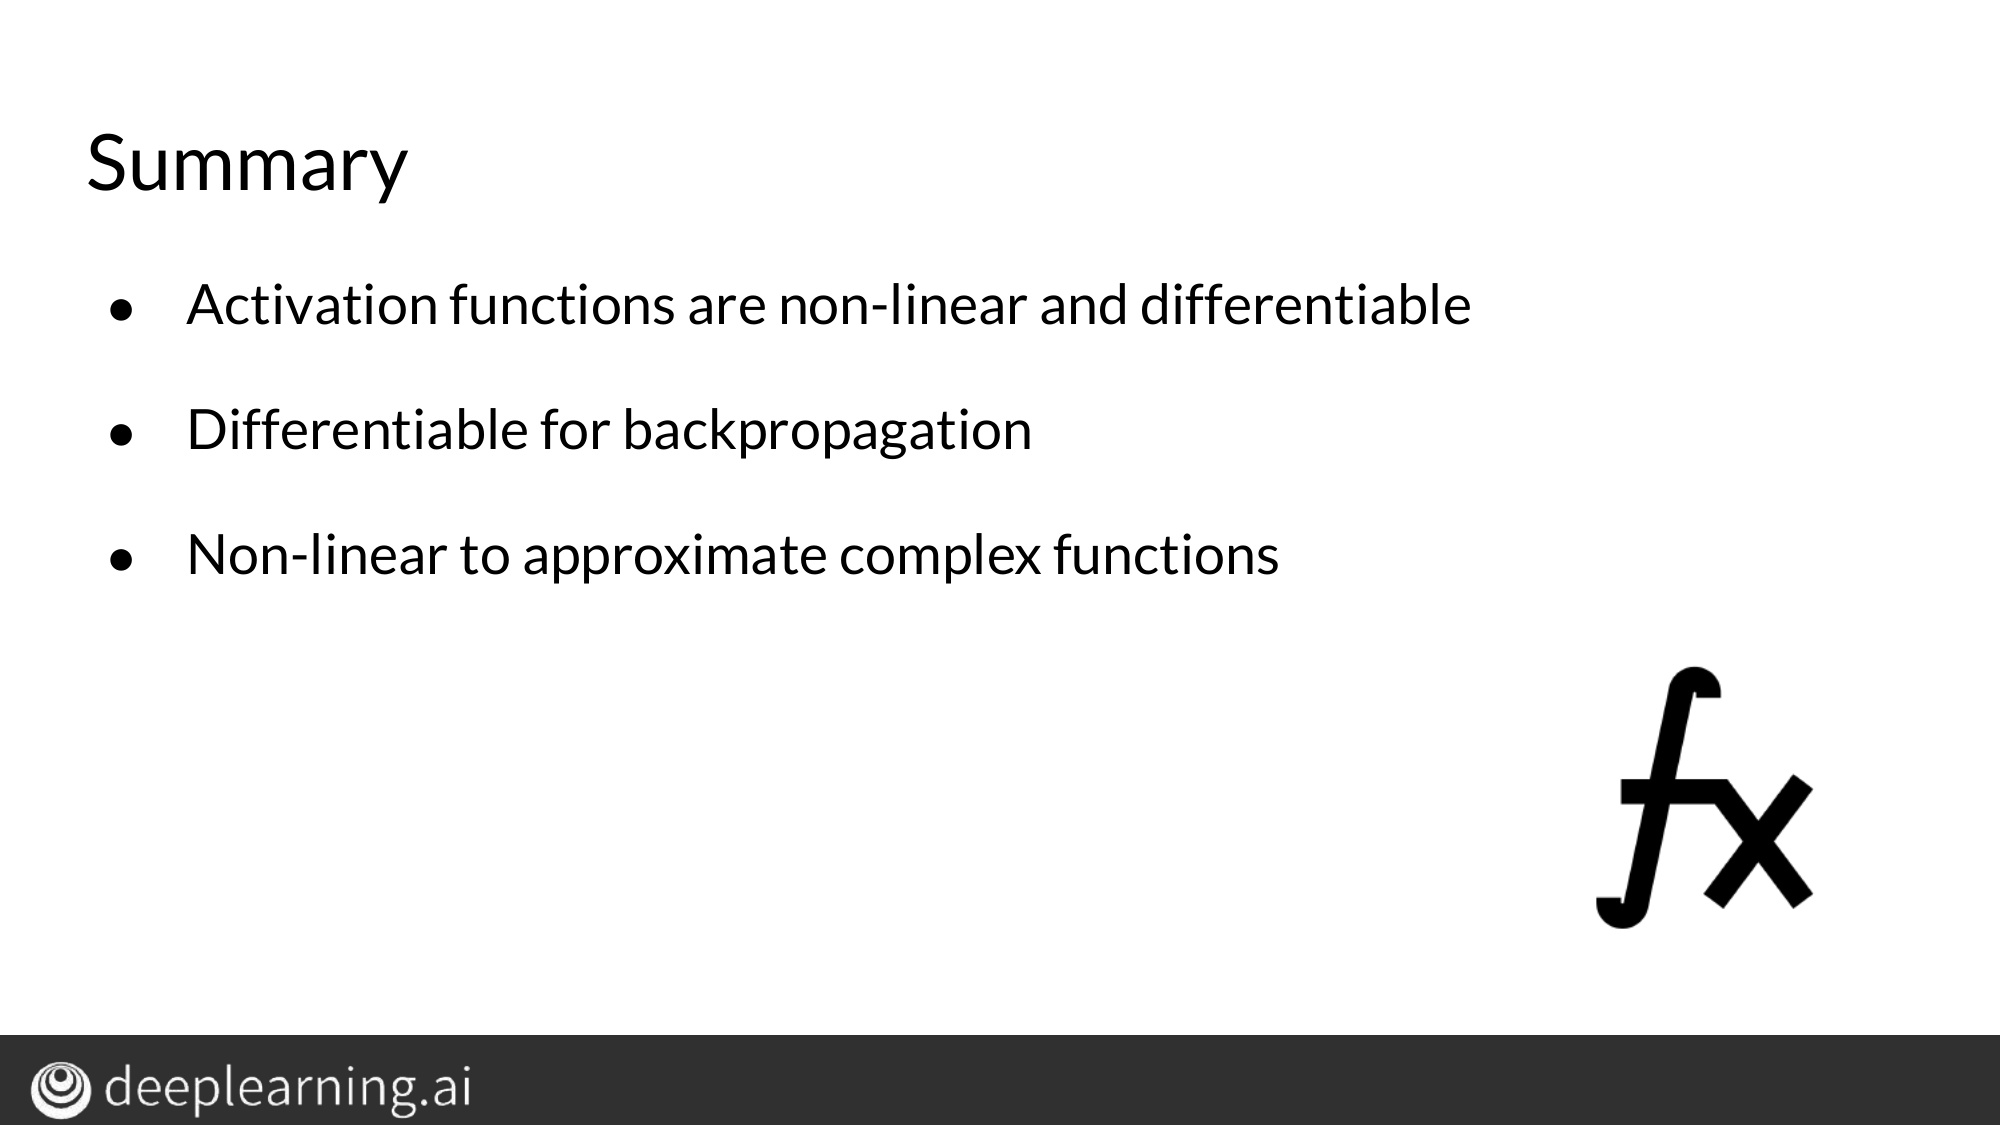 Summary
● Activation functions are non-linear and differentiable
● Differentiable for backpropagation
● Non-linear to approximate complex functions
fx
deeplearning.ai